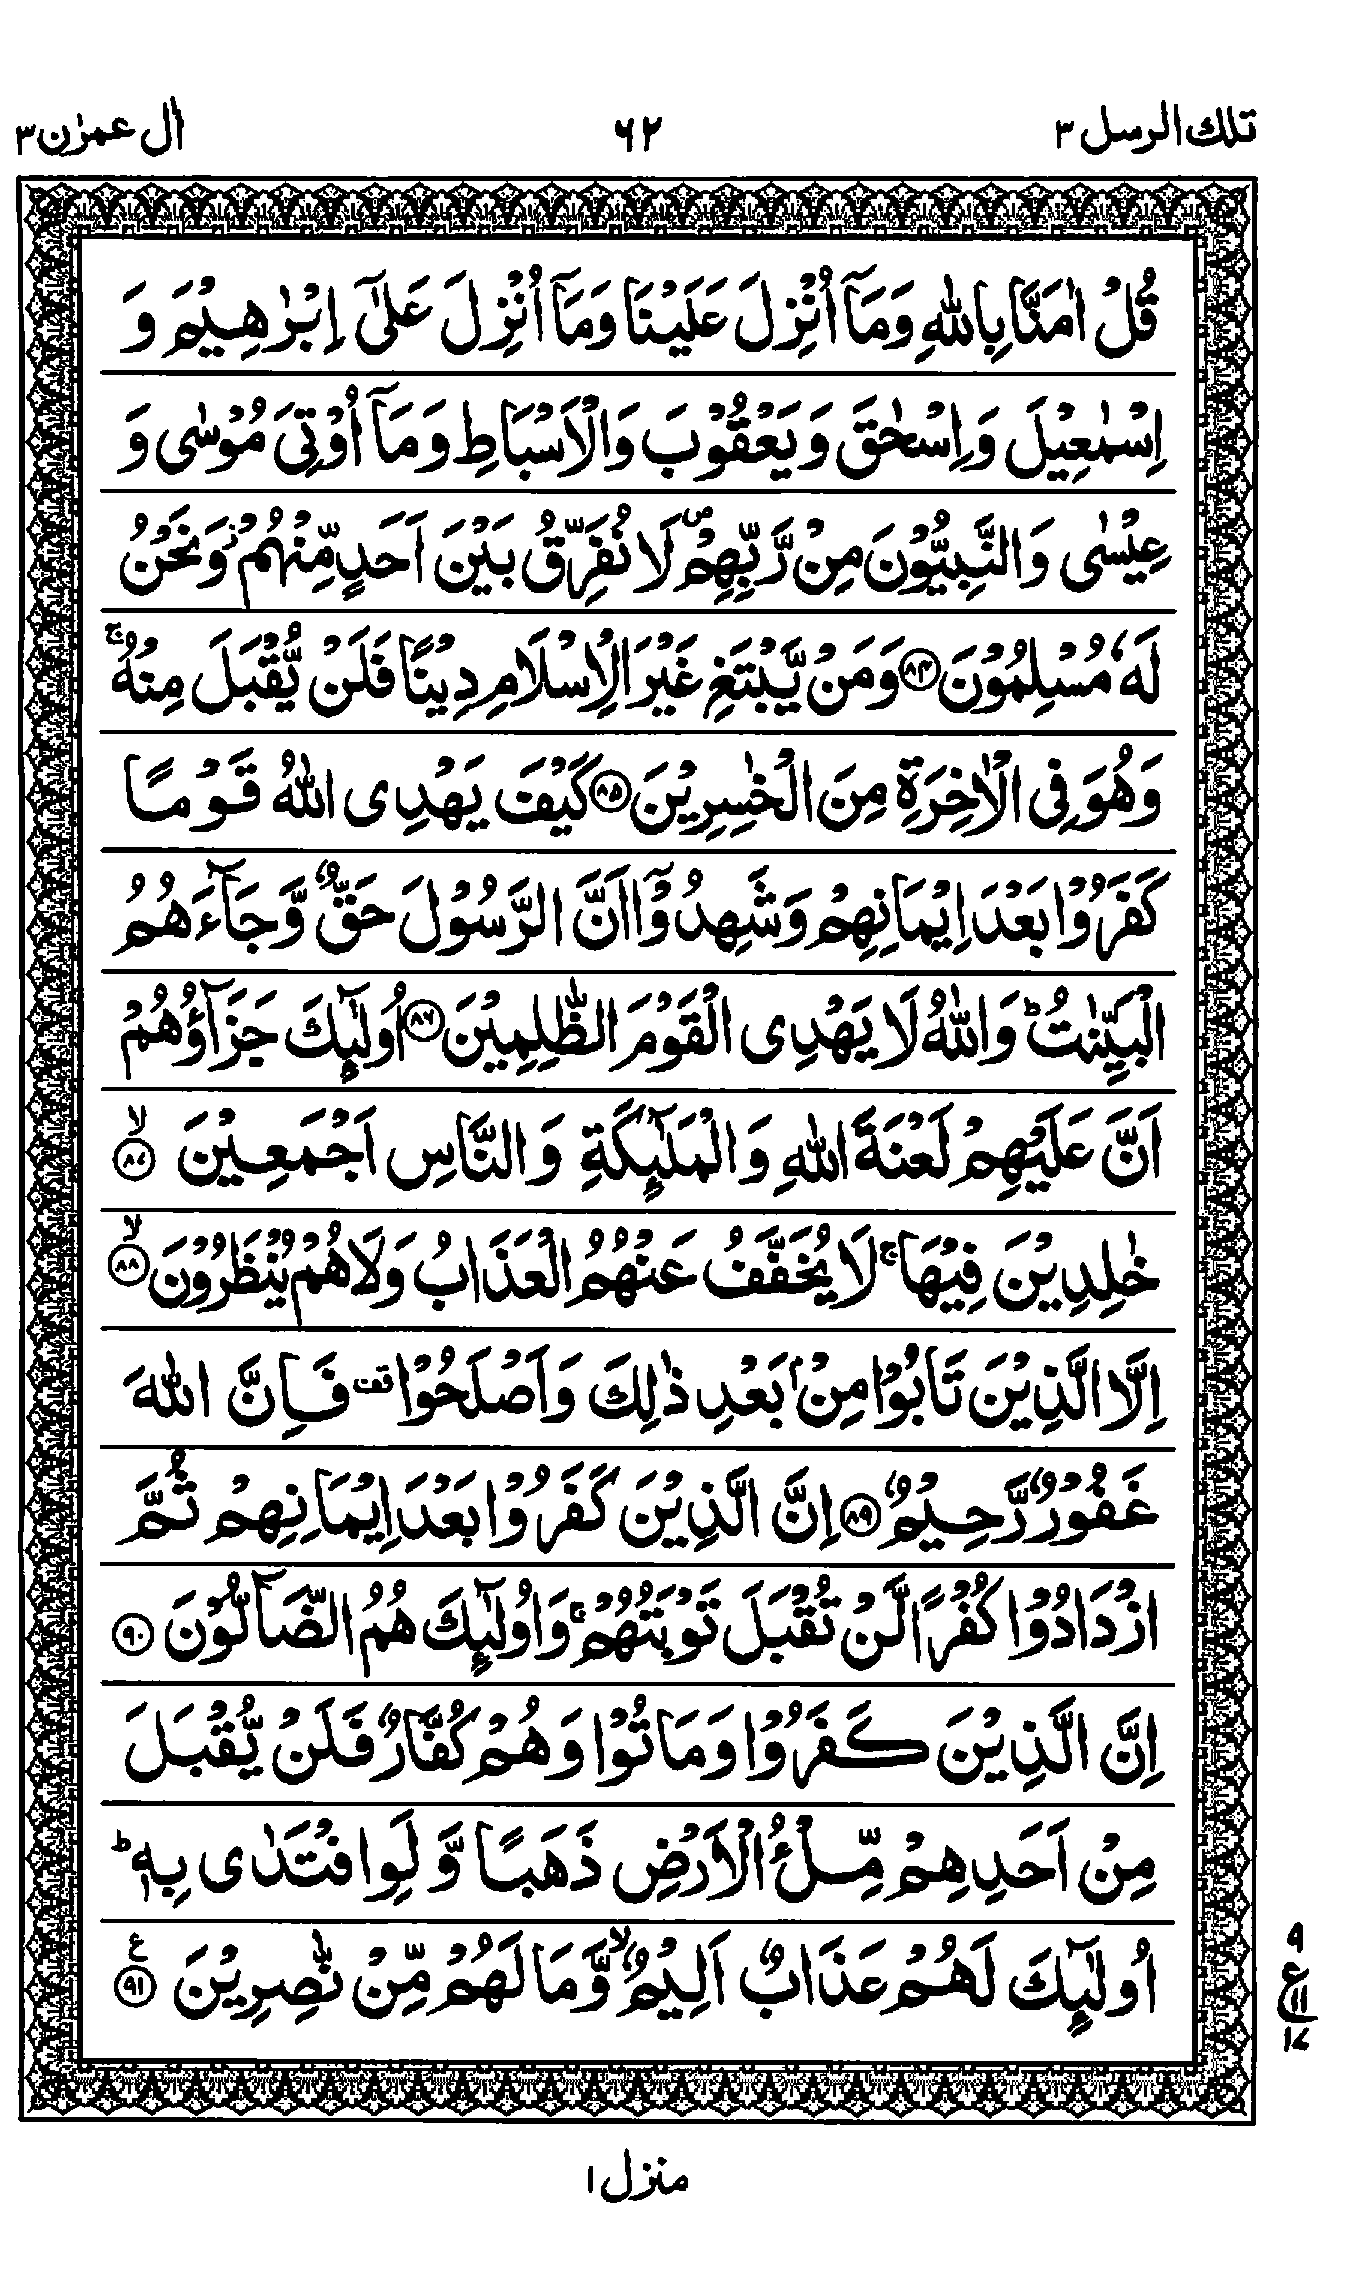 تلك الرسل ٣
٦٢
اٰل عمرٰن ٣
قُلْ اٰمَنَّا بِاللّٰهِ وَمَاۤ اُنْزِلَ عَلَيْنَا وَمَاۤ اُنْزِلَ عَلٰۤى اِبْرٰهِيْمَ وَ
اِسْمٰعِيْلَ وَاِسْحٰقَ وَيَعْقُوْبَ وَالْاَسْبَاطِ وَمَاۤ اُوْتِيَ مُوْسٰى وَ
عِيْسٰى وَالنَّبِيُّوْنَ مِنْ رَّبِّهِمْ ۪ لَا نُفَرِّقُ بَيْنَ اَحَدٍ مِّنْهُمْ ۫ وَنَحْنُ
لَهٗ مُسْلِمُوْنَ ﴿٨٤﴾ وَمَنْ يَّبْتَغِ غَيْرَ الْاِسْلَامِ دِيْنًا فَلَنْ يُّقْبَلَ مِنْهُ ۚ
وَهُوَ فِى الْاٰخِرَةِ مِنَ الْخٰسِرِيْنَ ﴿٨٥﴾ كَيْفَ يَهْدِى اللّٰهُ قَوْمًا
كَفَرُوْا بَعْدَ اِيْمَانِهِمْ وَشَهِدُوْۤا اَنَّ الرَّسُوْلَ حَقٌّ وَّجَآءَهُمُ
الْبَيِّنٰتُ ؕ وَاللّٰهُ لَا يَهْدِى الْقَوْمَ الظّٰلِمِيْنَ ﴿٨٦﴾ اُولٰٓئِكَ جَزَآؤُهُمْ
اَنَّ عَلَيْهِمْ لَعْنَةَ اللّٰهِ وَالْمَلٰٓئِكَةِ وَالنَّاسِ اَجْمَعِيْنَ ﴿٨٧﴾ ۙ
خٰلِدِيْنَ فِيْهَا ۚ لَا يُخَفَّفُ عَنْهُمُ الْعَذَابُ وَلَا هُمْ يُنْظَرُوْنَ ﴿٨٨﴾ ۙ
اِلَّا الَّذِيْنَ تَابُوْا مِنْۢ بَعْدِ ذٰلِكَ وَاَصْلَحُوْا قف فَاِنَّ اللّٰهَ
غَفُوْرٌ رَّحِيْمٌ ﴿٨٩﴾ اِنَّ الَّذِيْنَ كَفَرُوْا بَعْدَ اِيْمَانِهِمْ ثُمَّ
ازْدَادُوْا كُفْرًا لَّنْ تُقْبَلَ تَوْبَتُهُمْ ۚ وَاُولٰٓئِكَ هُمُ الضَّآلُّوْنَ ﴿٩٠﴾
اِنَّ الَّذِيْنَ كَفَرُوْا وَمَاتُوْا وَهُمْ كُفَّارٌ فَلَنْ يُّقْبَلَ
مِنْ اَحَدِهِمْ مِّلْءُ الْاَرْضِ ذَهَبًا وَّلَوِ افْتَدٰى بِهٖ ؕ
اُولٰٓئِكَ لَهُمْ عَذَابٌ اَلِيْمٌ ۙ وَّمَا لَهُمْ مِّنْ نّٰصِرِيْنَ ﴿٩١﴾ ع
٩
ع
١١
١٧
منزل ١